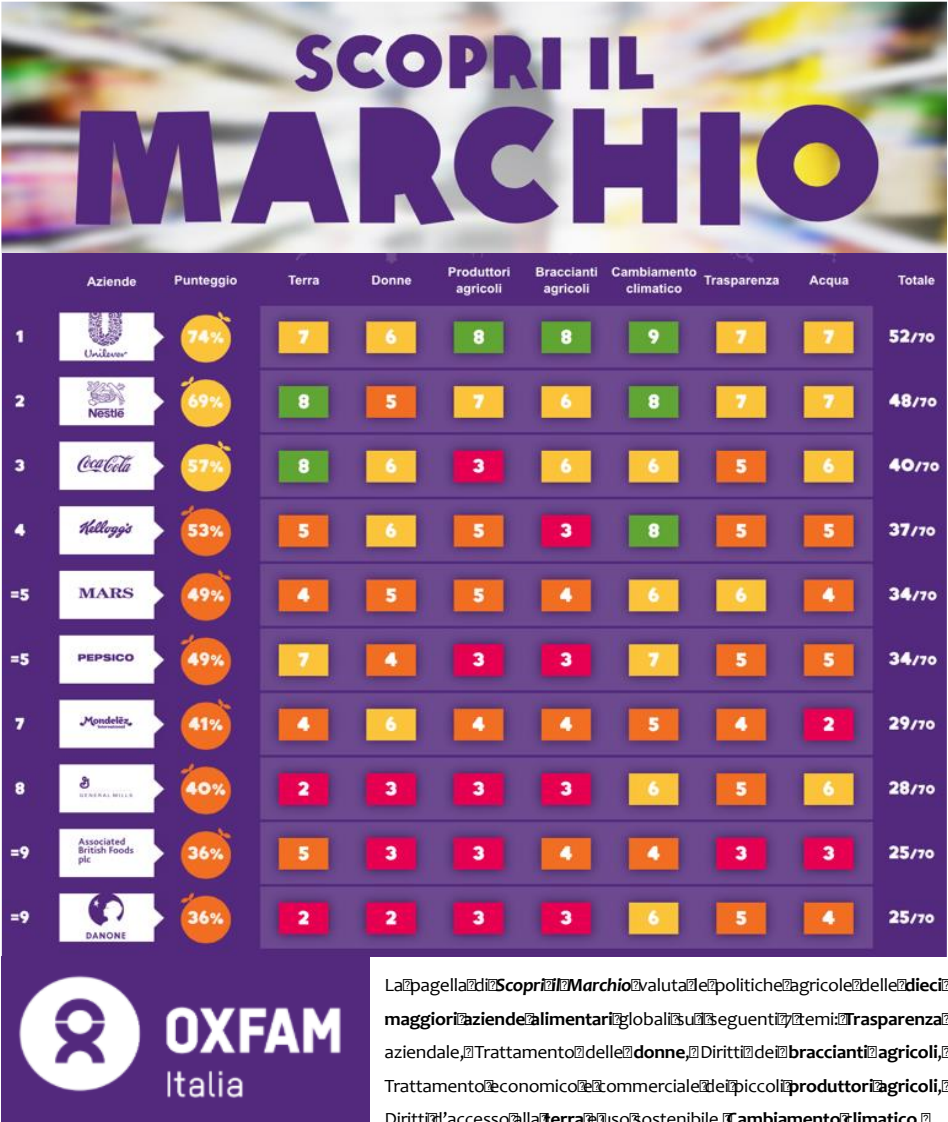 SCOPRI IL
MARCHIO
Aziende Punteggio Terra Donne Produttori agricoli Braccianti agricoli Cambiamento climatico Trasparenza Acqua Totale
1 Unilever 74% 7 6 8 8 9 7 7 52/70
2 Nestlé 69% 8 5 7 6 8 7 7 48/70
3 Coca-Cola 57% 8 6 3 6 6 5 6 40/70
4 Kellogg's 53% 5 6 5 3 8 5 5 37/70
=5 MARS 49% 4 5 5 4 6 6 4 34/70
=5 PEPSICO 49% 7 4 3 3 7 5 5 34/70
7 Mondelēz International 41% 4 6 4 4 5 4 2 29/70
8 GENERAL MILLS 40% 2 3 3 3 6 5 6 28/70
=9 Associated British Foods plc 36% 5 3 3 4 4 3 3 25/70
=9 DANONE 36% 2 2 3 3 6 5 4 25/70
OXFAM
Italia
La pagella di Scopri il Marchio valuta le politiche agricole delle dieci
maggiori aziende alimentari globali su i seguenti 7 temi: Trasparenza
aziendale, Trattamento delle donne, Diritti dei braccianti agricoli,
Trattamento economico e commerciale dei piccoli produttori agricoli,
Diritti d'accesso alla terra e uso sostenibile, Cambiamento climatico,